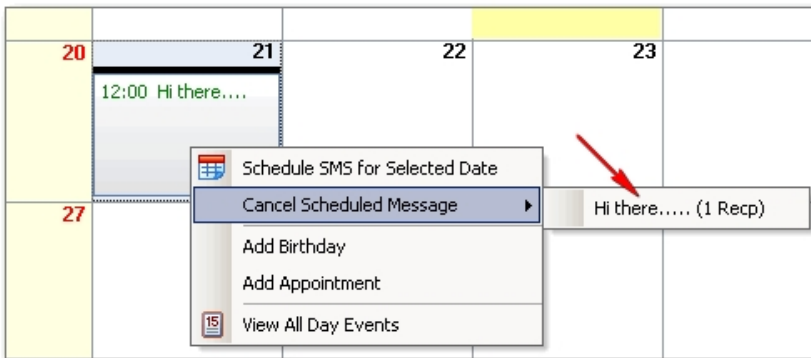 20
21
22
23
12:00 Hi there....
Schedule SMS for Selected Date
Cancel Scheduled Message
Hi there..... (1 Recp)
27
Add Birthday
Add Appointment
15
View All Day Events